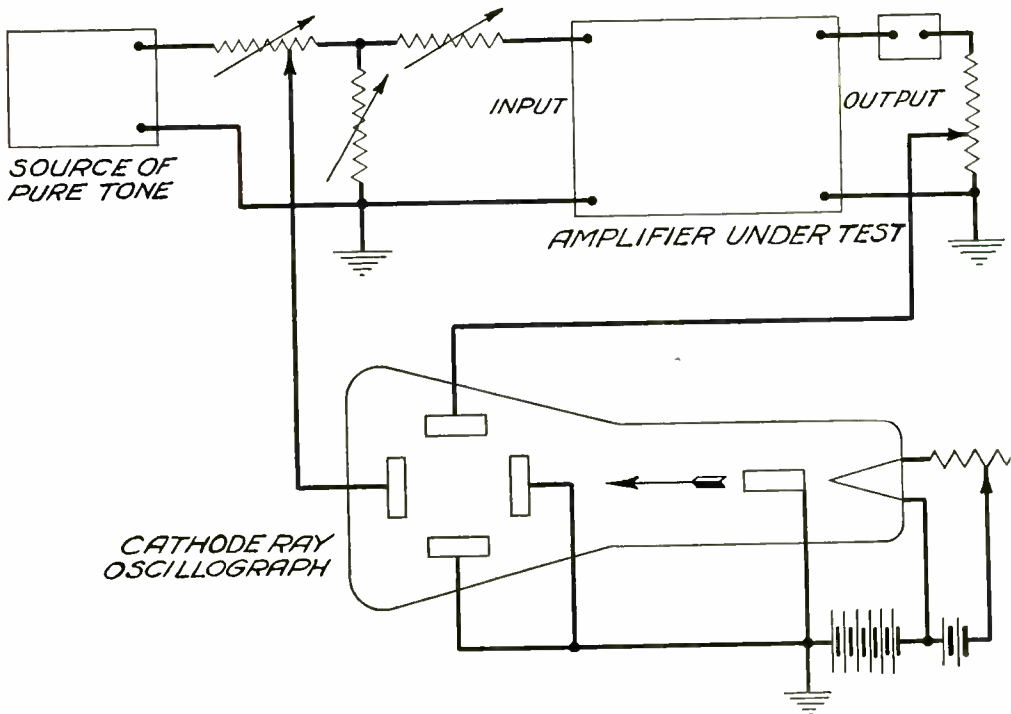 SOURCE OF
PURE TONE
INPUT
OUTPUT
AMPLIFIER UNDER TEST
CATHODE RAY
OSCILLOGRAPH